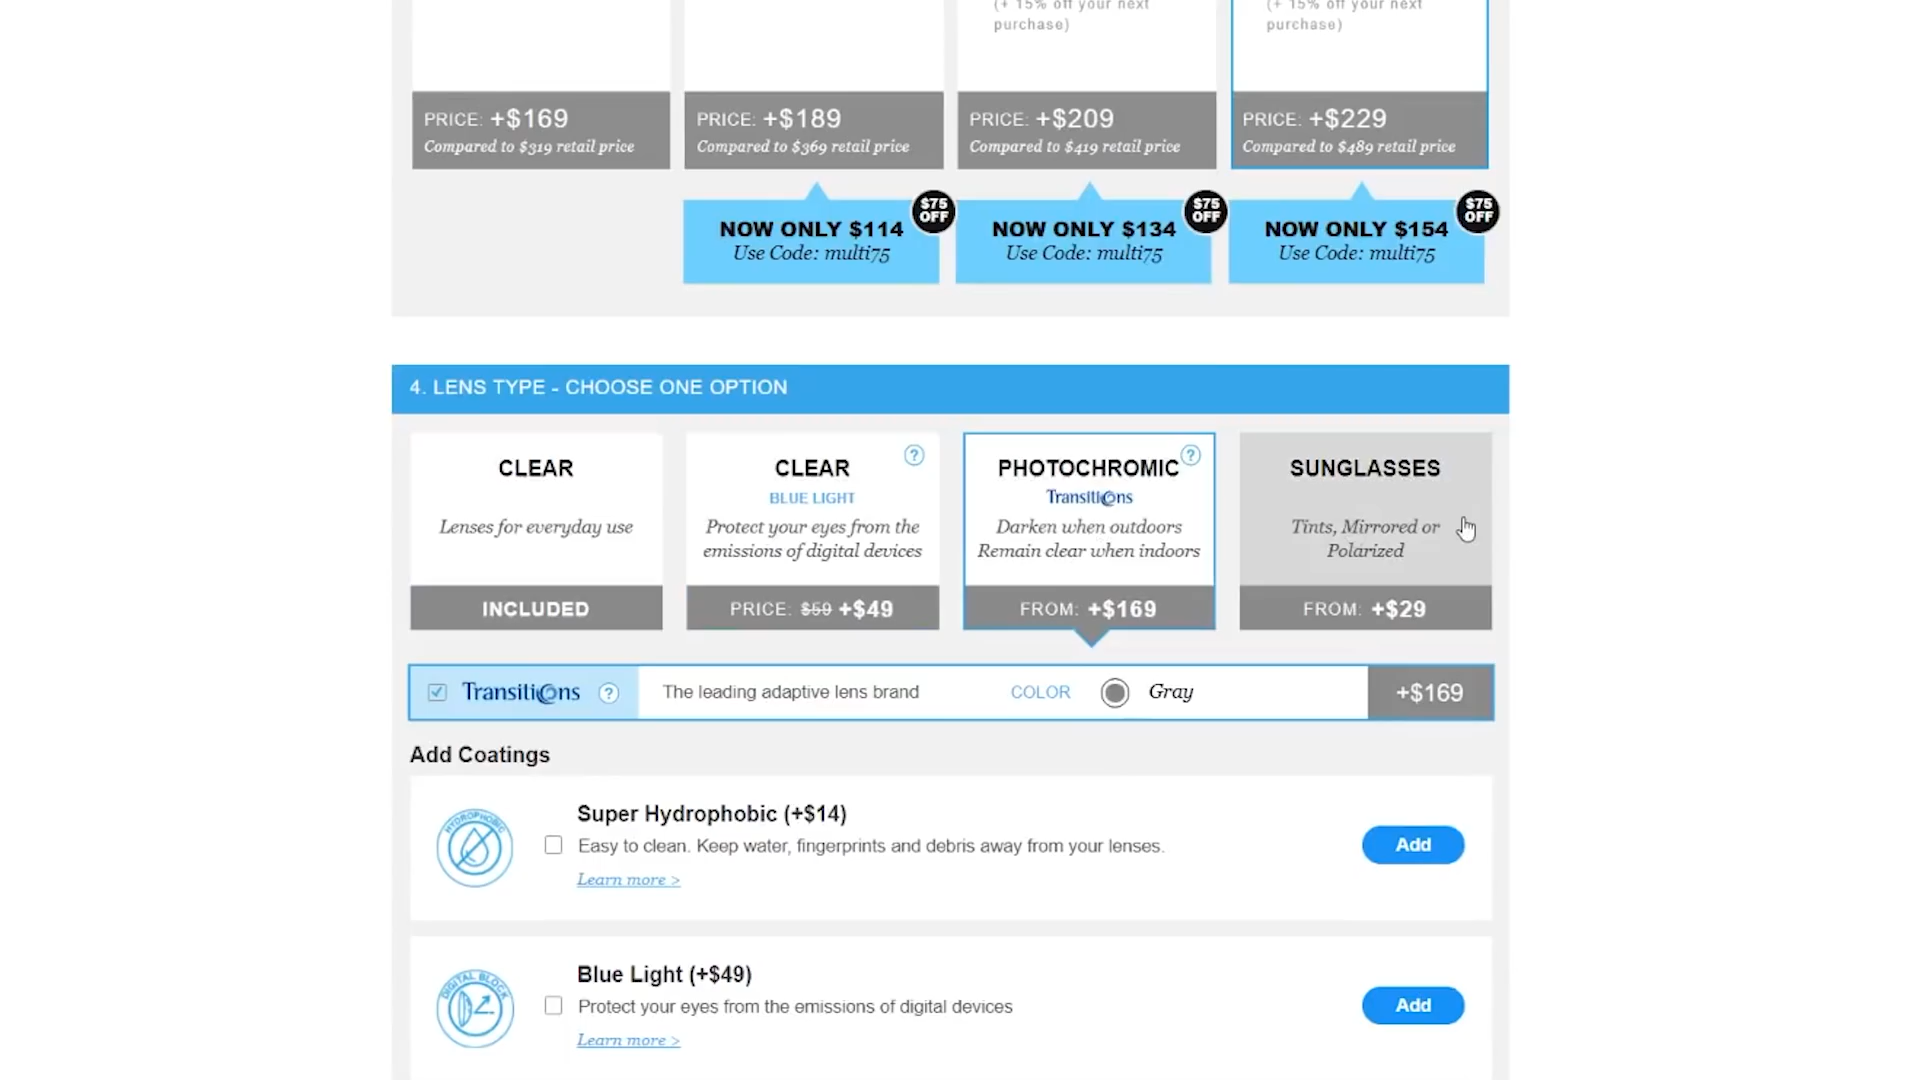 (+ 15% off your next
purchase)
(+ 15% off your next
purchase)
PRICE: +$169
Compared to $319 retail price
PRICE: +$189
Compared to $369 retail price
PRICE: +$209
Compared to $419 retail price
PRICE: +$229
Compared to $489 retail price
$75
OFF
NOW ONLY $114
Use Code: multi75
$75
OFF
NOW ONLY $134
Use Code: multi75
$75
OFF
NOW ONLY $154
Use Code: multi75
4. LENS TYPE - CHOOSE ONE OPTION
CLEAR
Lenses for everyday use
INCLUDED
CLEAR ?
BLUE LIGHT
Protect your eyes from the
emissions of digital devices
PRICE: $59 +$49
PHOTOCHROMIC ?
Transitions
Darken when outdoors
Remain clear when indoors
FROM: +$169
SUNGLASSES
Tints, Mirrored or
Polarized
FROM: +$29
Transitions ? The leading adaptive lens brand COLOR Gray +$169
Add Coatings
HYDROPHOBIC
Super Hydrophobic (+$14)
Easy to clean. Keep water, fingerprints and debris away from your lenses.
Learn more >
Add
DIGITAL BLOCK
Blue Light (+$49)
Protect your eyes from the emissions of digital devices
Learn more >
Add